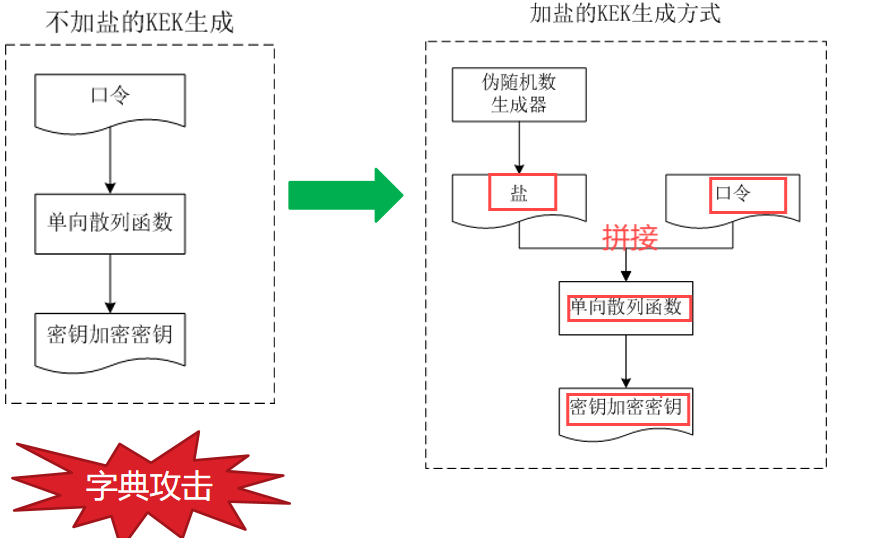 不加盐的KEK生成
口令
单向散列函数
密钥加密密钥
字典攻击
加盐的KEK生成方式
伪随机数
生成器
盐
口令
拼接
单向散列函数
密钥加密密钥